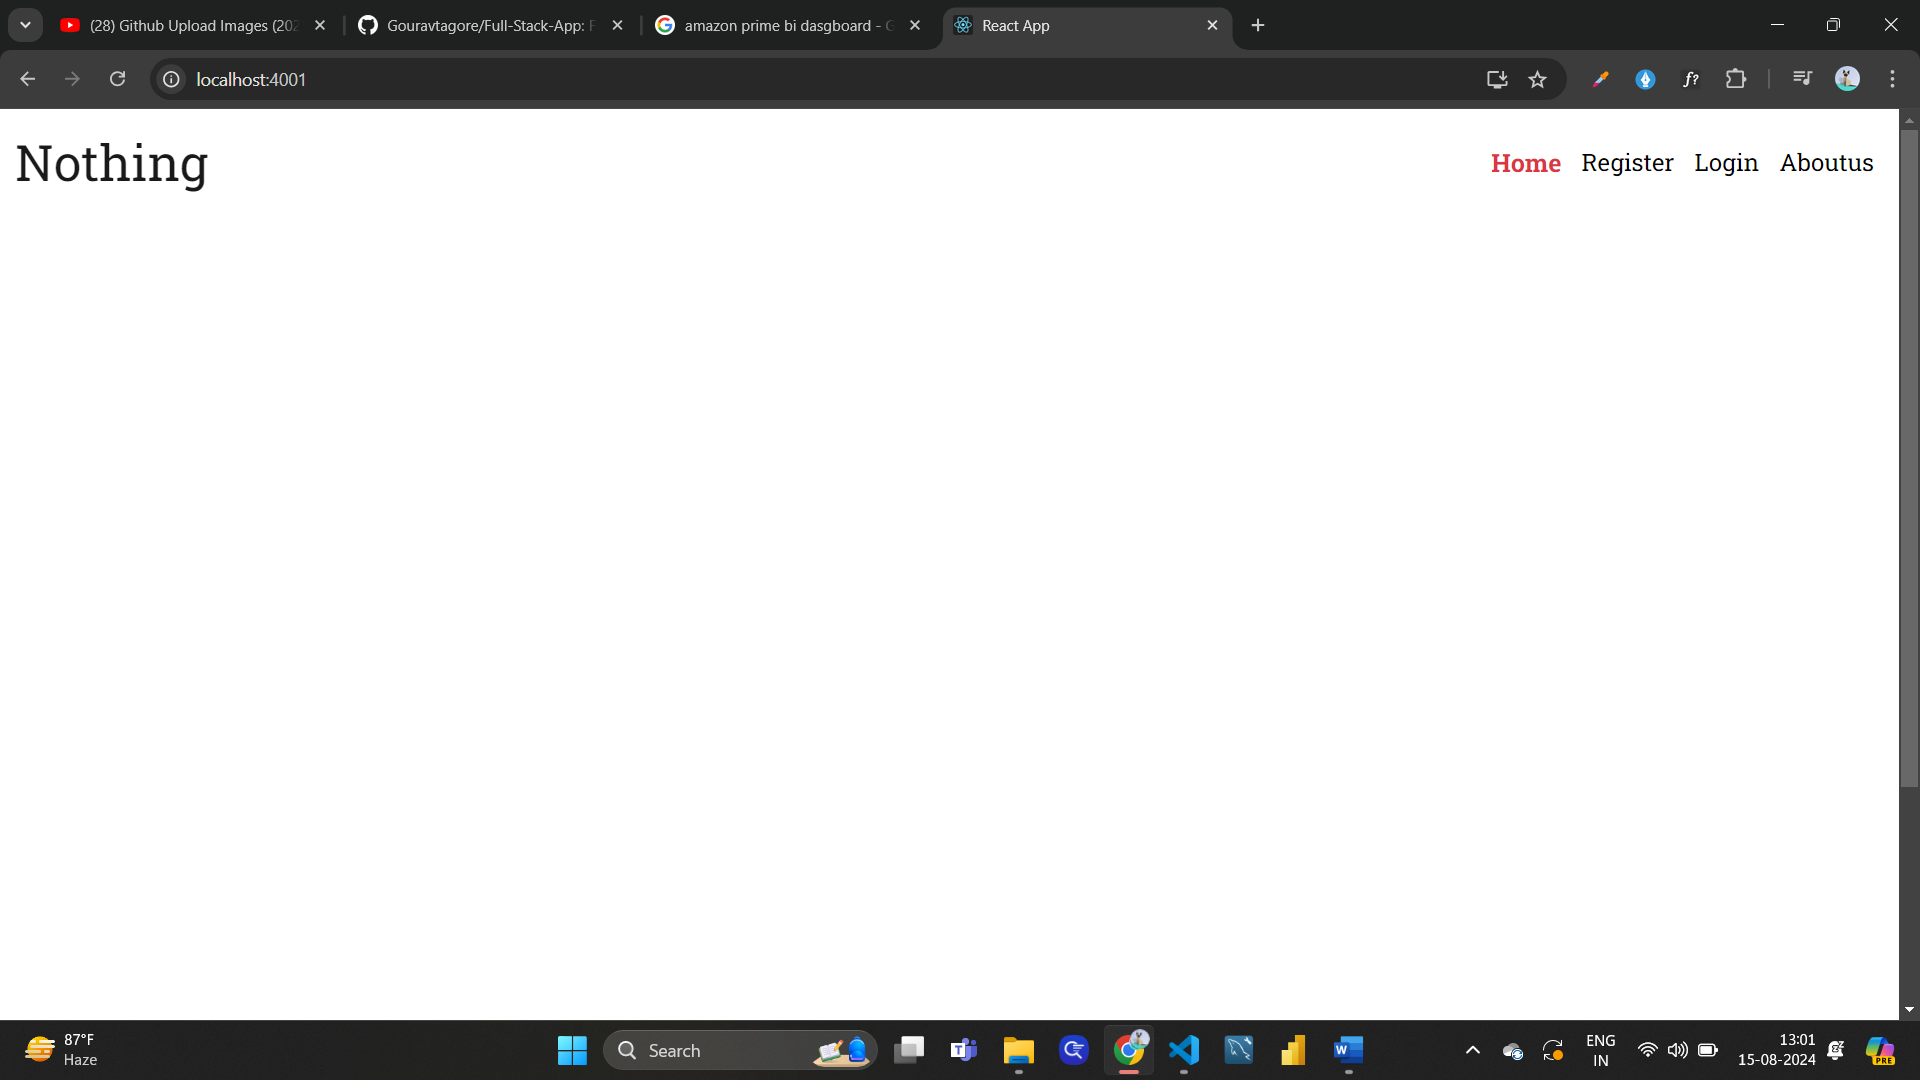 (28) Github Upload Images (202
Gouravtagore/Full-Stack-App: F
amazon prime bi dasgboard - G
React App
localhost:4001
f?
Nothing
Home Register Login Aboutus
87°F
Haze
Search
T
W
ENG
IN
13:01
15-08-2024
PRE